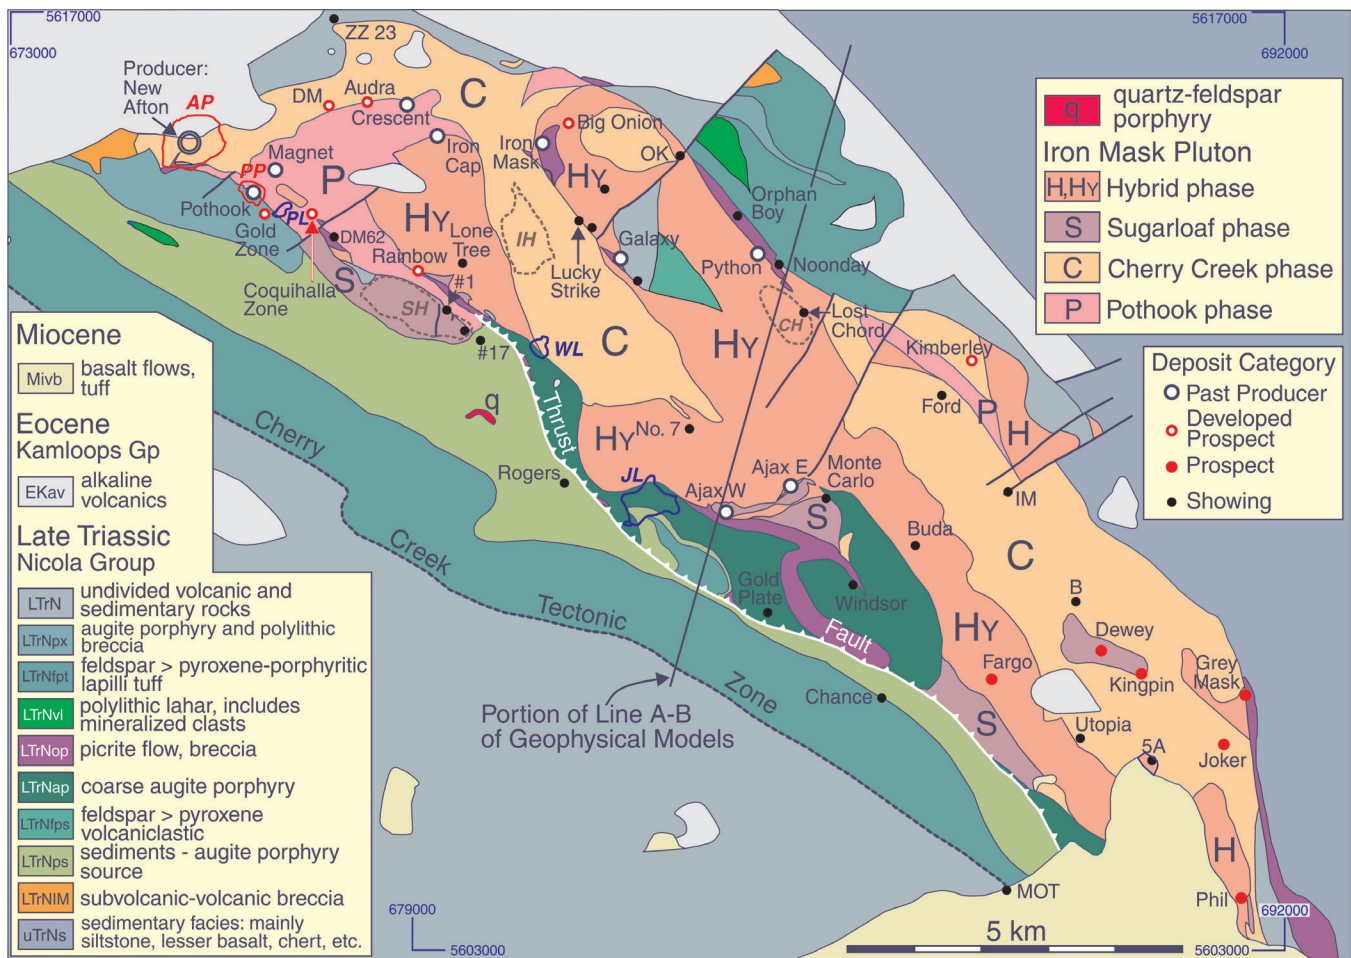 5617000
673000
5617000
692000
ZZ 23
Producer:
New
Afton
AP
DM
Audra
Crescent
C
Iron
Cap
Magnet
PP
P
Pothook
PL
Gold
Zone
Coquihalla
Zone
DM62
S
Rainbow
HY
Lone
Tree
#1
SH
#17
Iron
Mask
Big Onion
HY
OK
IH
Lucky
Strike
Galaxy
Orphan
Boy
Python
Noonday
CH
Lost
Chord
C
HY
WL
Thrust
q
HY
No. 7
Rogers
JL
Ajax W
Ajax E
Monte
Carlo
S
Kimberley
Ford
P
H
IM
Buda
C
B
Gold
Plate
Windsor
Fault
HY
Dewey
Kingpin
Grey
Mask
Fargo
Chance
S
Utopia
5A
Joker
H
Phil
MOT
Cherry
Creek
Tectonic
Zone
Portion of Line A-B
of Geophysical Models
q quartz-feldspar
porphyry
Iron Mask Pluton
H,HY Hybrid phase
S Sugarloaf phase
C Cherry Creek phase
P Pothook phase
Deposit Category
Past Producer
Developed
Prospect
Prospect
Showing
Miocene
Mivb basalt flows,
tuff
Eocene
Kamloops Gp
EKav alkaline
volcanics
Late Triassic
Nicola Group
LTrN undivided volcanic and
sedimentary rocks
LTrNpx augite porphyry and polylithic
breccia
LTrNfpt feldspar > pyroxene-porphyritic
lapilli tuff
LTrNvl polylithic lahar, includes
mineralized clasts
LTrNop picrite flow, breccia
LTrNap coarse augite porphyry
LTrNfps feldspar > pyroxene
volcaniclastic
LTrNps sediments - augite porphyry
source
LTrNIM subvolcanic-volcanic breccia
uTrNs sedimentary facies: mainly
siltstone, lesser basalt, chert, etc.
679000
5603000
5 km
692000
5603000